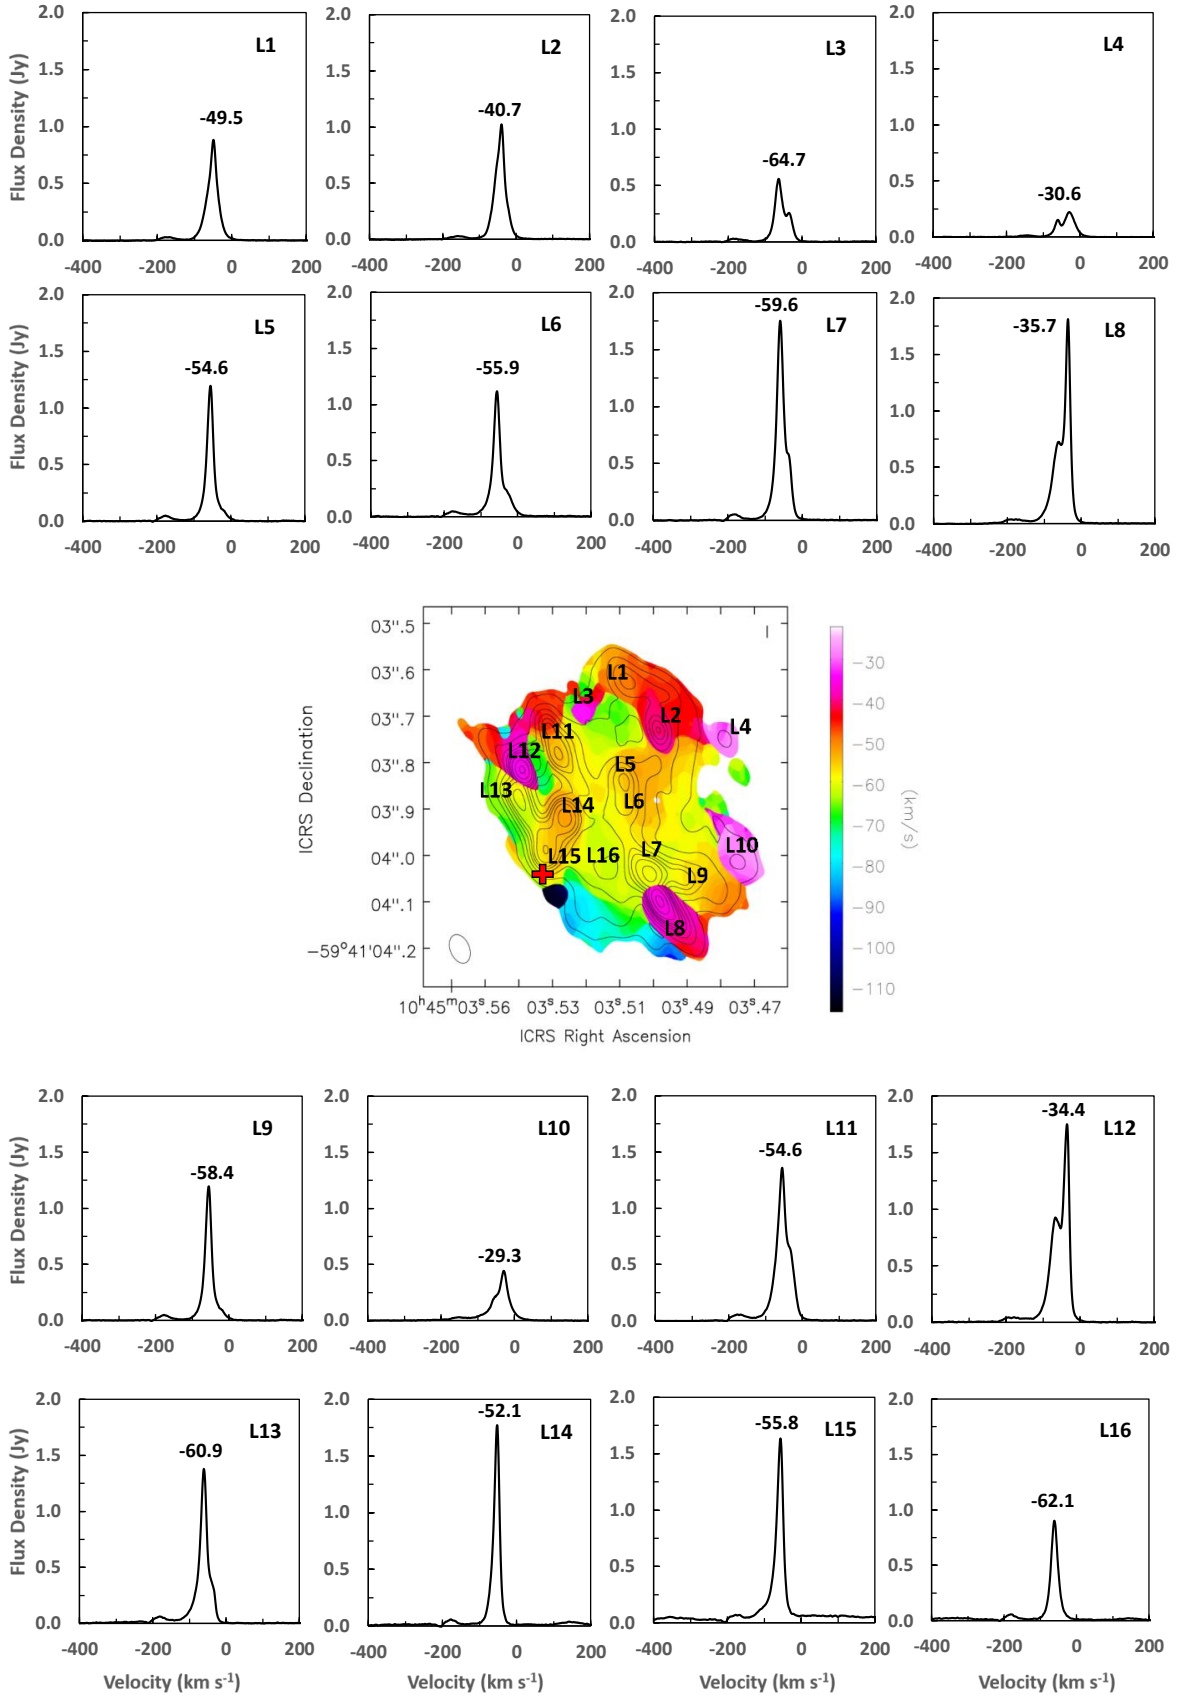 2.0 2.0 2.0 2.0
L1 L2 L3 L4
1.5 1.5 1.5 1.5
Flux Density (Jy)
-49.5 -40.7 -64.7 -30.6
1.0 1.0 1.0 1.0
0.5 0.5 0.5 0.5
0.0 0.0 0.0 0.0
-400 -200 0 200 -400 -200 0 200 -400 -200 0 200 -400 -200 0 200
2.0 2.0 2.0 2.0
L5 L6 L7 L8
-59.6 -35.7
1.5 1.5 1.5 1.5
Flux Density (Jy)
-54.6 -55.9
1.0 1.0 1.0 1.0
0.5 0.5 0.5 0.5
0.0 0.0 0.0 0.0
-400 -200 0 200 -400 -200 0 200 -400 -200 0 200 -400 -200 0 200
03".5
03".6
03".7
03".8
03".9
04".0
04".1
−59°41'04".2
ICRS Declination
10ʰ45ᵐ03ˢ.56 03ˢ.53 03ˢ.51 03ˢ.49 03ˢ.47
ICRS Right Ascension
I
L1
L3
L2
L4
L11
L12
L5
L13
L6
L14
L7
L10
L15
L16
L9
L8
−30
−40
−50
−60
−70
−80
−90
−100
−110
(km/s)
2.0 2.0 2.0 2.0
L9 L10 L11 L12
-34.4
1.5 1.5 1.5 1.5
Flux Density (Jy)
-58.4 -29.3 -54.6
1.0 1.0 1.0 1.0
0.5 0.5 0.5 0.5
0.0 0.0 0.0 0.0
-400 -200 0 200 -400 -200 0 200 -400 -200 0 200 -400 -200 0 200
2.0 2.0 2.0 2.0
L13 L14 L15 L16
-60.9 -52.1 -55.8 -62.1
1.5 1.5 1.5 1.5
Flux Density (Jy)
1.0 1.0 1.0 1.0
0.5 0.5 0.5 0.5
0.0 0.0 0.0 0.0
-400 -200 0 200 -400 -200 0 200 -400 -200 0 200 -400 -200 0 200
Velocity (km s⁻¹) Velocity (km s⁻¹) Velocity (km s⁻¹) Velocity (km s⁻¹)